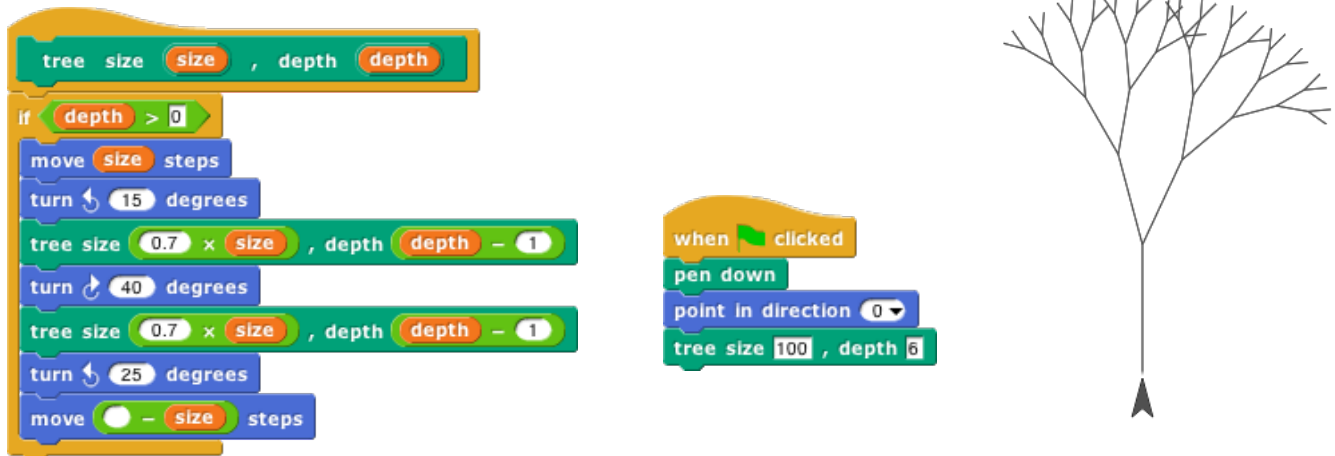 tree size size , depth depth
if depth > 0
move size steps
turn 15 degrees
tree size 0.7 × size , depth depth − 1
turn 40 degrees
tree size 0.7 × size , depth depth − 1
turn 25 degrees
move − size steps
when clicked
pen down
point in direction 0
tree size 100 , depth 6